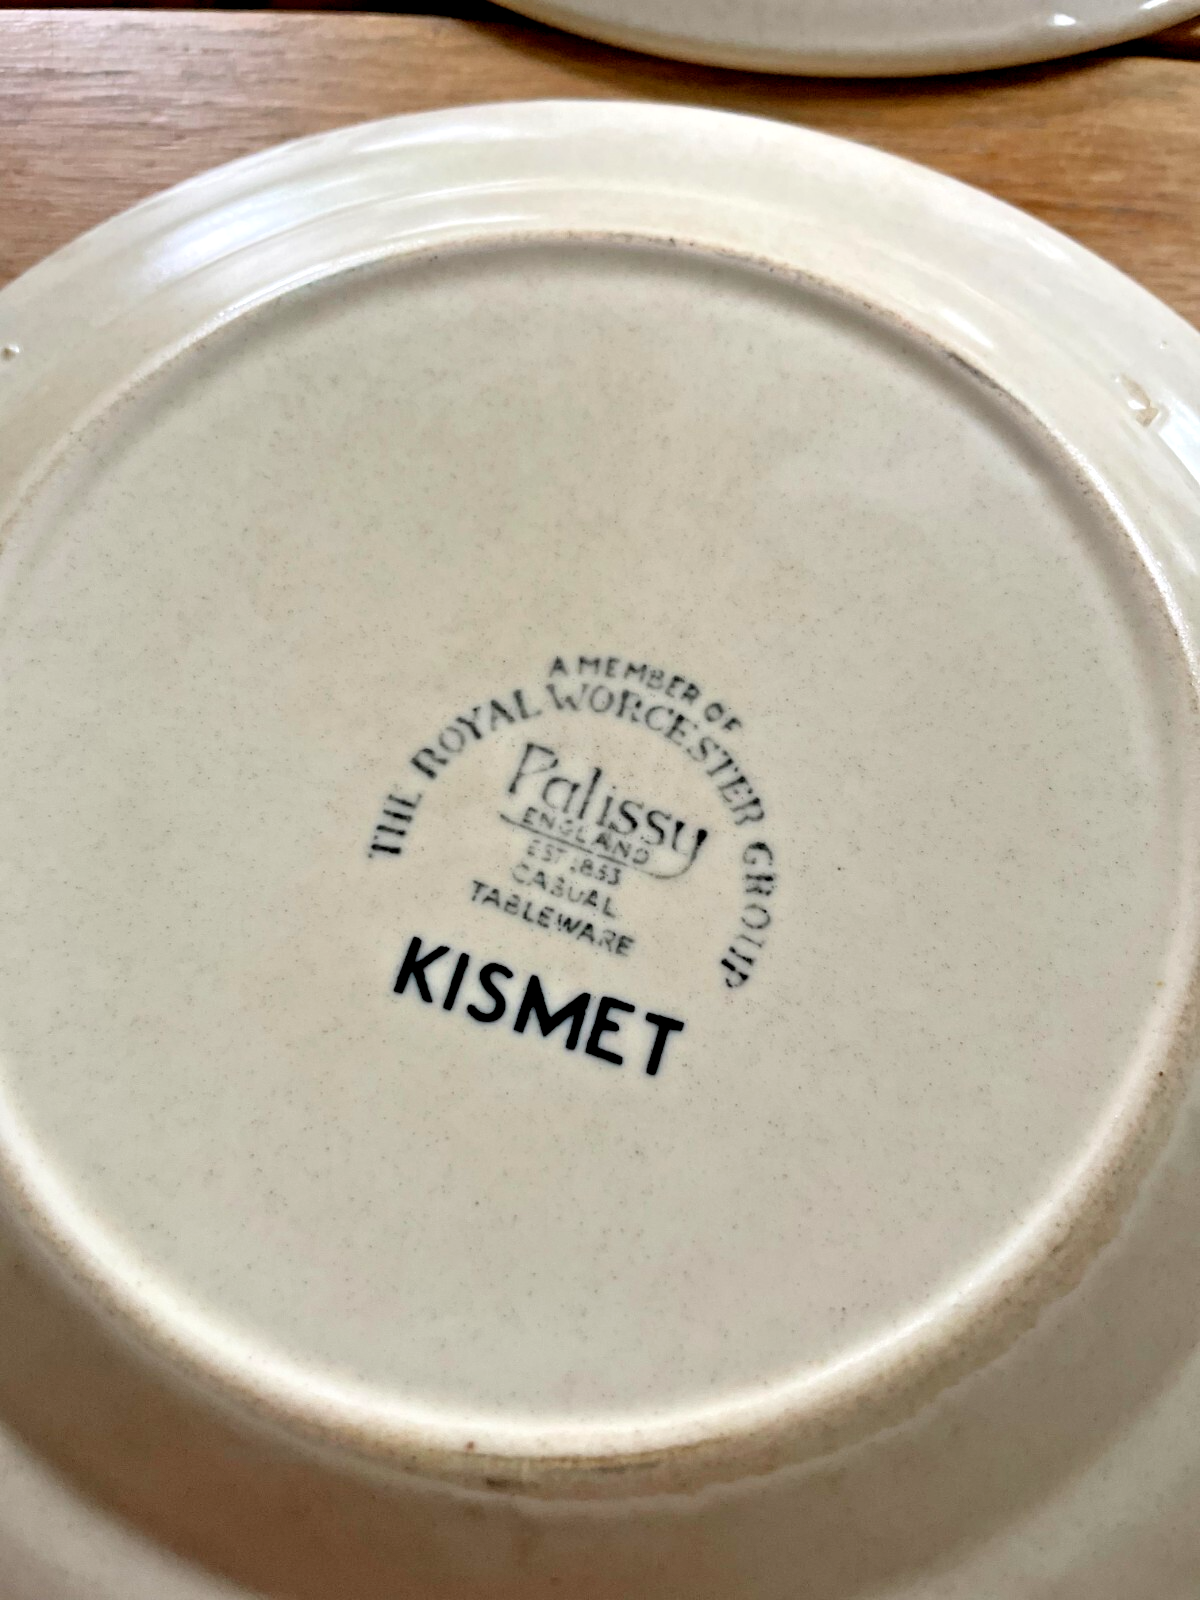 A MEMBER OF
THE ROYAL WORCESTER GROUP
Palissy
ENGLAND
EST 1853
CASUAL
TABLEWARE
KISMET